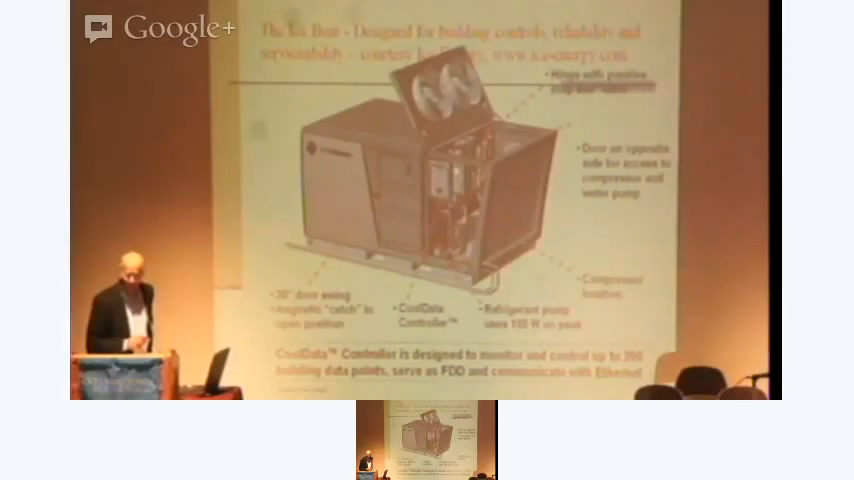 Google+
The Ice Bear - Designed for building controls, reliability and
serviceability – courtesy Ice Energy, www.ice-energy.com
• Hinge with positive
• Door on opposite
side for access to
compressor and
water pump
• Compressor
location
• 30" door swing
• magnetic "catch" in
open position
• CoolData
Controller™
• Refrigerant pump
uses 100 W on peak
CoolData™ Controller is designed to monitor and control up to 200
building data points, serve as FDD and communicate with Ethernet